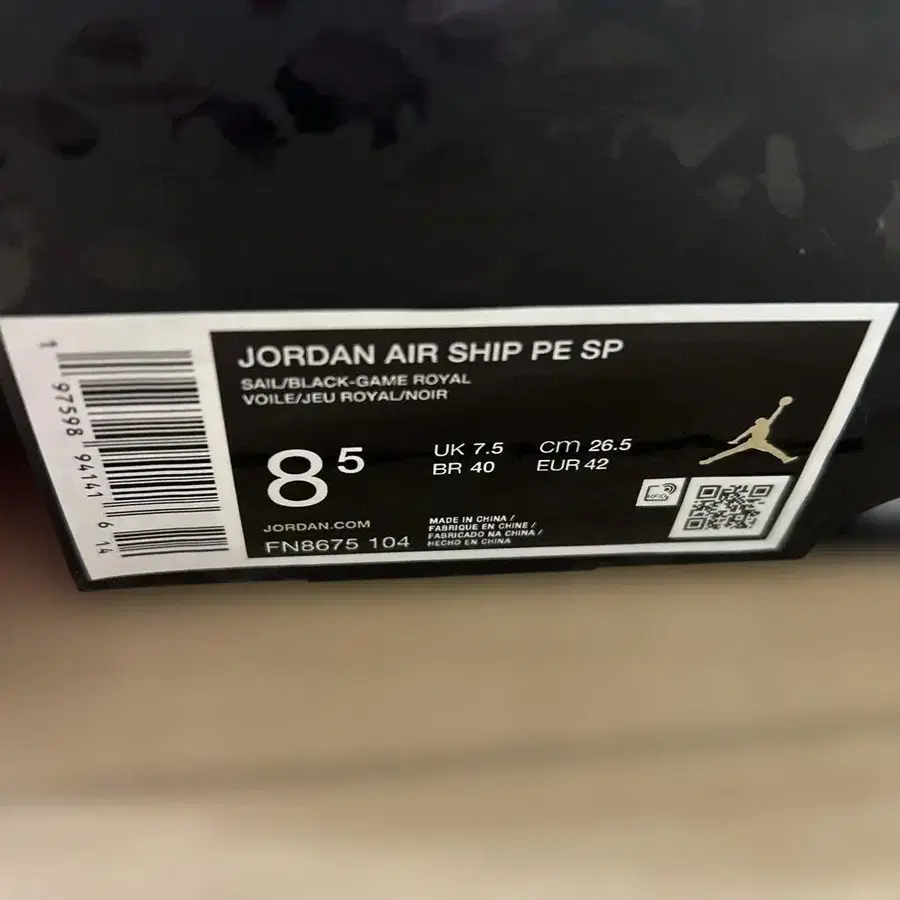 JORDAN AIR SHIP PE SP
SAIL/BLACK-GAME ROYAL
VOILE/JEU ROYAL/NOIR
8 5
UK 7.5 cm 26.5
BR 40 EUR 42
JORDAN.COM
FN8675 104
MADE IN CHINA /
FABRIQUE EN CHINE /
FABRICADO NA CHINA /
HECHO EN CHINA
RFID
1 97598 94141 6 14